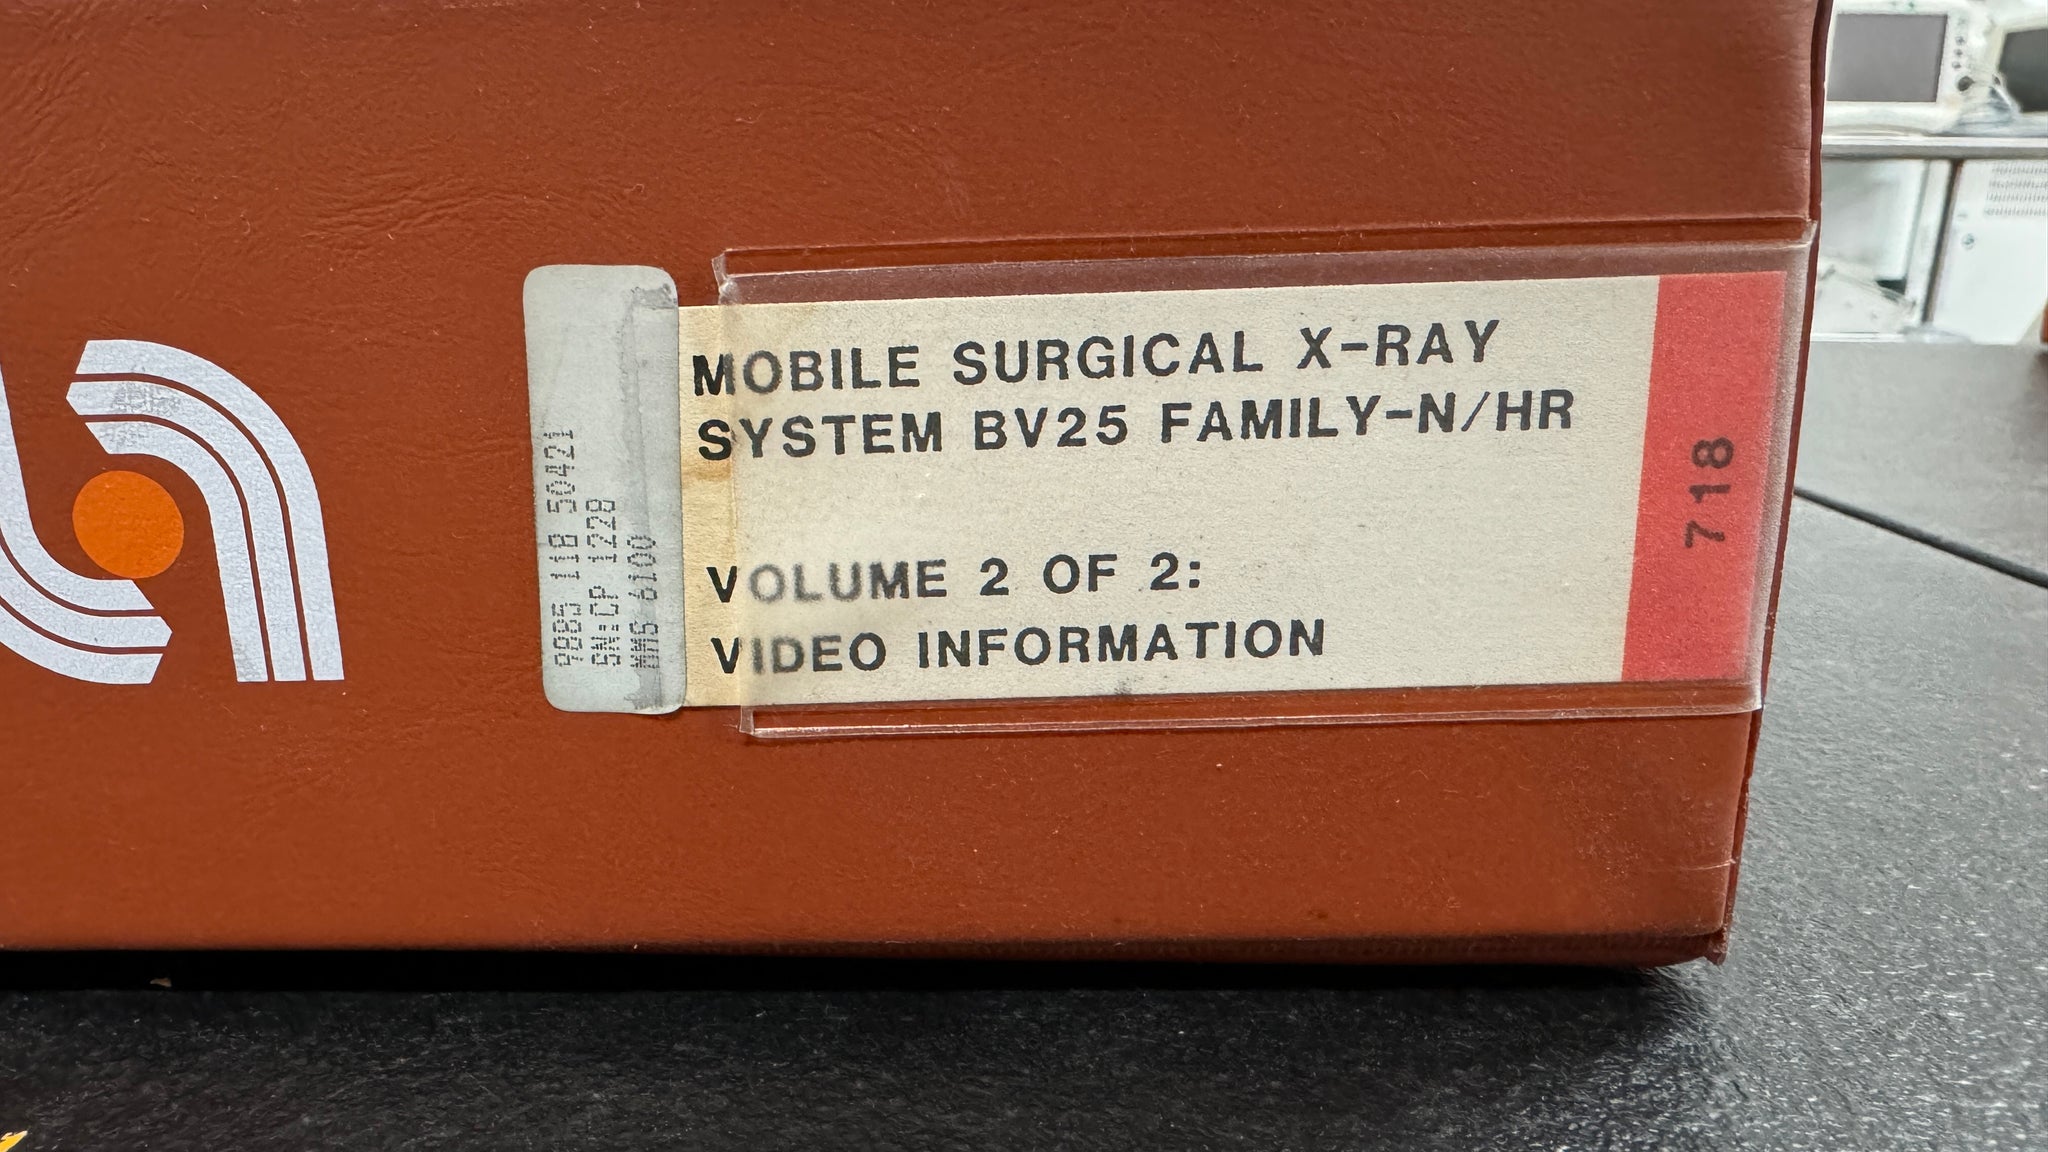 MOBILE SURGICAL X-RAY
SYSTEM BV25 FAMILY-N/HR
VOLUME 2 OF 2:
VIDEO INFORMATION
718
9885 118 50421
SN:CP 1228
6100